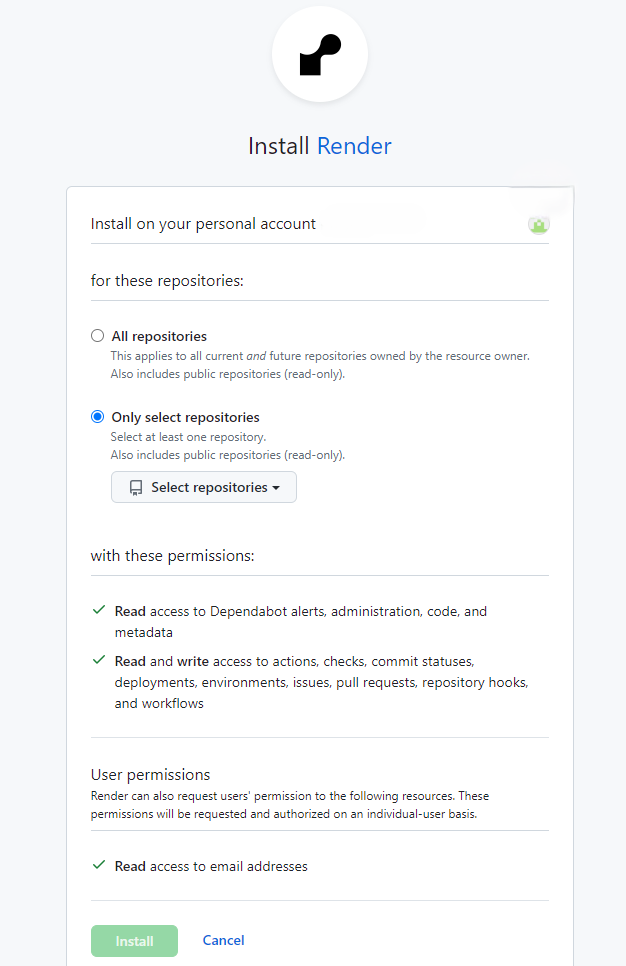 Install Render
Install on your personal account
for these repositories:
All repositories
This applies to all current and future repositories owned by the resource owner.
Also includes public repositories (read-only).
Only select repositories
Select at least one repository.
Also includes public repositories (read-only).
Select repositories
with these permissions:
Read access to Dependabot alerts, administration, code, and
metadata
Read and write access to actions, checks, commit statuses,
deployments, environments, issues, pull requests, repository hooks,
and workflows
User permissions
Render can also request users' permission to the following resources. These
permissions will be requested and authorized on an individual-user basis.
Read access to email addresses
Install Cancel